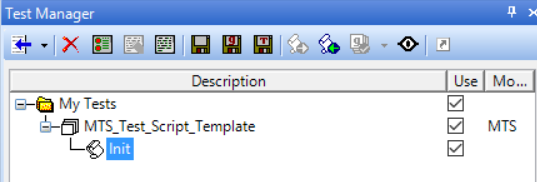 Test Manager
Description Use Mo...
My Tests
MTS_Test_Script_Template MTS
Init